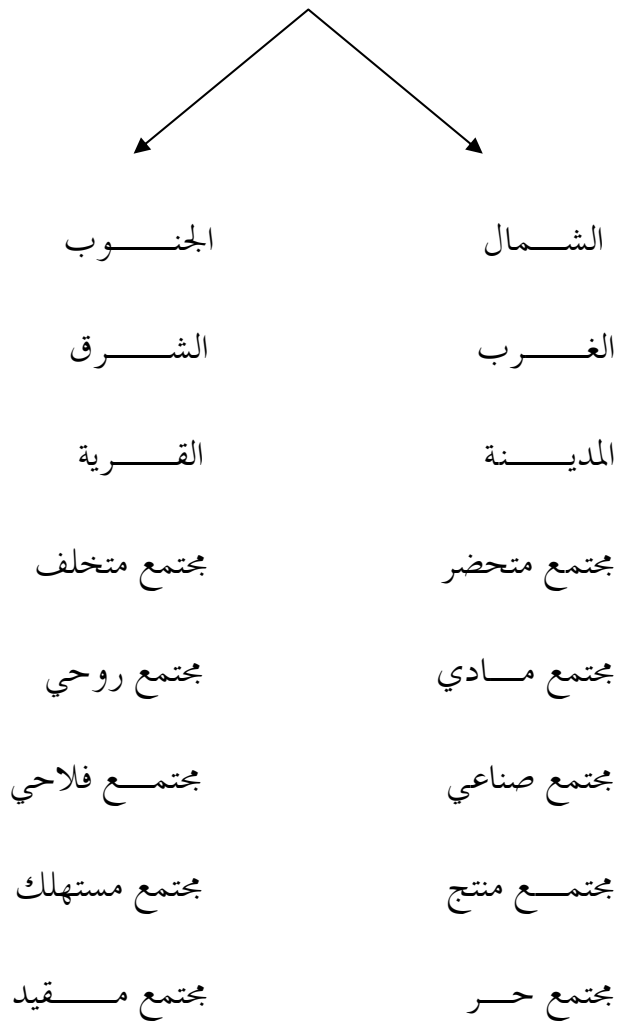 الشمال الجنوب
الغرب الشرق
المدينة القرية
مجتمع متحضر مجتمع متخلف
مجتمع مادي مجتمع روحي
مجتمع صناعي مجتمع فلاحي
مجتمع منتج مجتمع مستهلك
مجتمع حر مجتمع مقيد